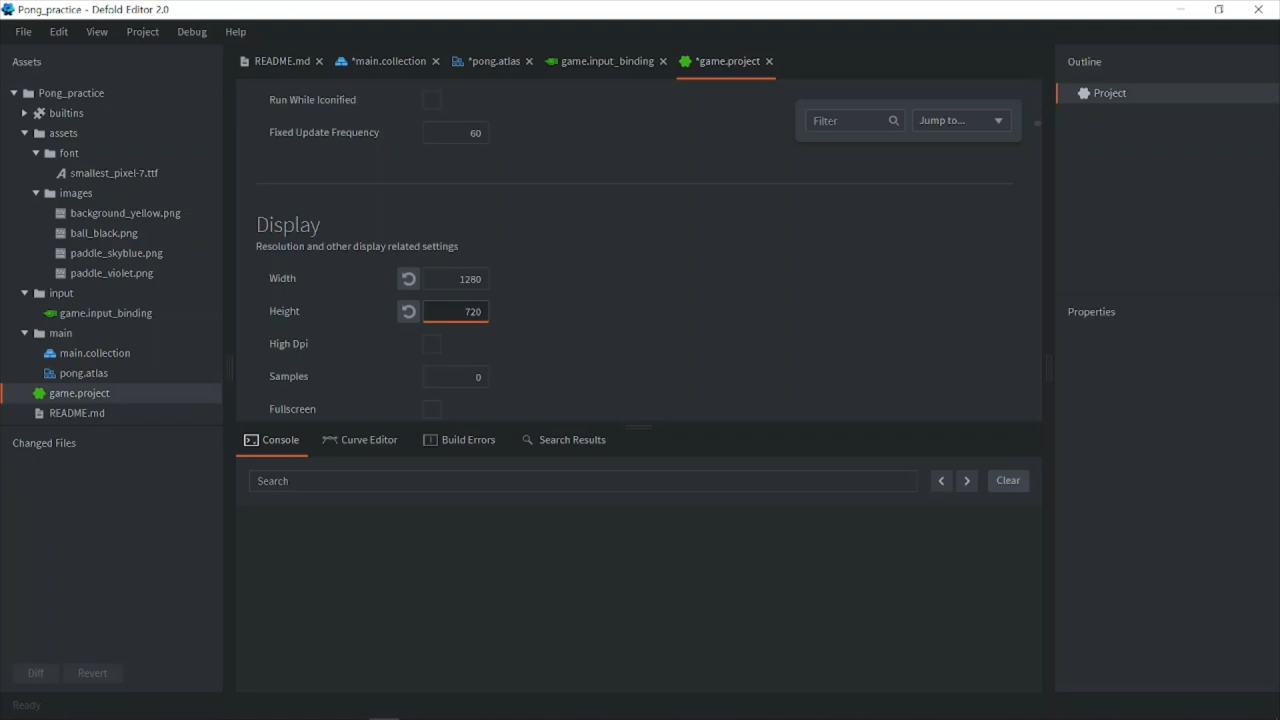 Pong_practice - Defold Editor 2.0
File Edit View Project Debug Help
Assets
README.md *main.collection *pong.atlas game.input_binding *game.project
Outline
Pong_practice
builtins
assets
font
smallest_pixel-7.ttf
images
background_yellow.png
ball_black.png
paddle_skyblue.png
paddle_violet.png
input
game.input_binding
main
main.collection
pong.atlas
game.project
README.md
Changed Files
Diff Revert
Ready
Run While Iconified
Fixed Update Frequency 60
Filter Jump to...
Display
Resolution and other display related settings
Width 1280
Height 720
High Dpi
Samples 0
Fullscreen
Console Curve Editor Build Errors Search Results
Search Clear
Project
Properties